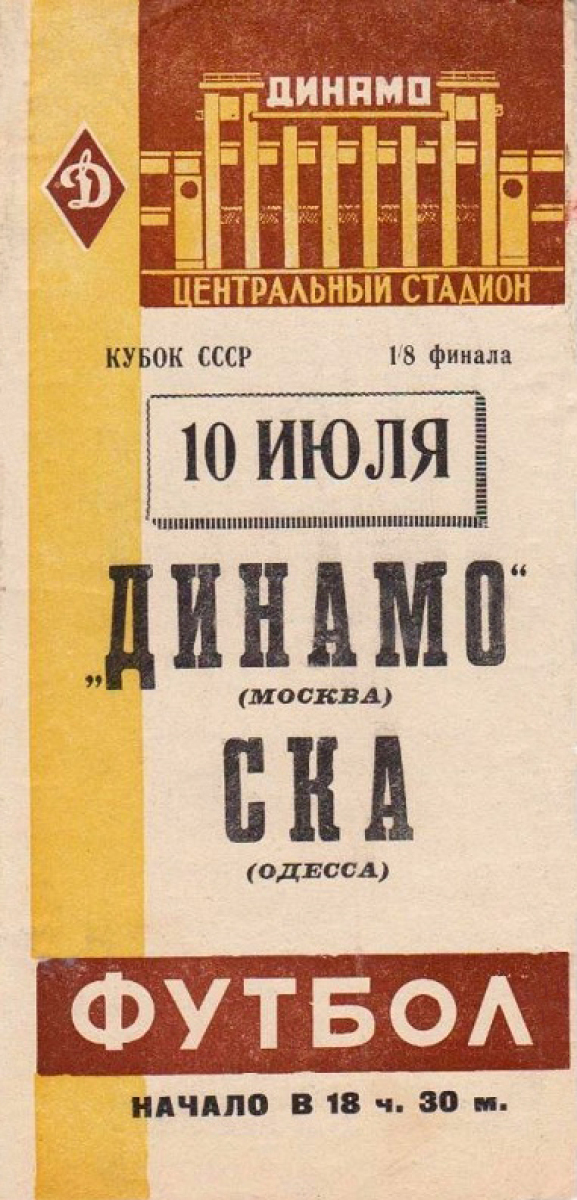 ДИНАМО
Д
ЦЕНТРАЛЬНЫЙ СТАДИОН
КУБОК СССР 1/8 финала
10 ИЮЛЯ
„ДИНАМО“
(МОСКВА)
СКА
(ОДЕССА)
ФУТБОЛ
НАЧАЛО В 18 ч. 30 м.